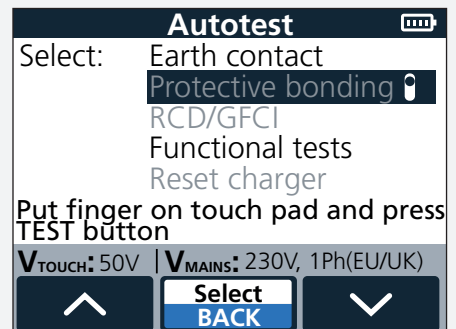 Autotest
Select: Earth contact
Protective bonding
RCD/GFCI
Functional tests
Reset charger
Put finger on touch pad and press
TEST button
VTOUCH: 50V | VMAINS: 230V, 1Ph(EU/UK)
Select
BACK